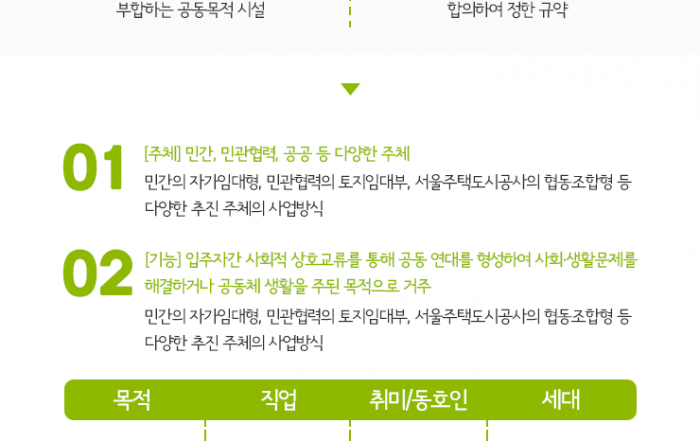 부합하는 공동목적 시설
합의하여 정한 규약
01
[주체] 민간, 민관협력, 공공 등 다양한 주체
민간의 자가임대형, 민관협력의 토지임대부, 서울주택도시공사의 협동조합형 등
다양한 추진 주체의 사업방식
02
[기능] 입주자간 사회적 상호교류를 통해 공동 연대를 형성하여 사회·생활문제를
해결하거나 공동체 생활을 주된 목적으로 거주
민간의 자가임대형, 민관협력의 토지임대부, 서울주택도시공사의 협동조합형 등
다양한 추진 주체의 사업방식
목적 직업 취미/동호인 세대